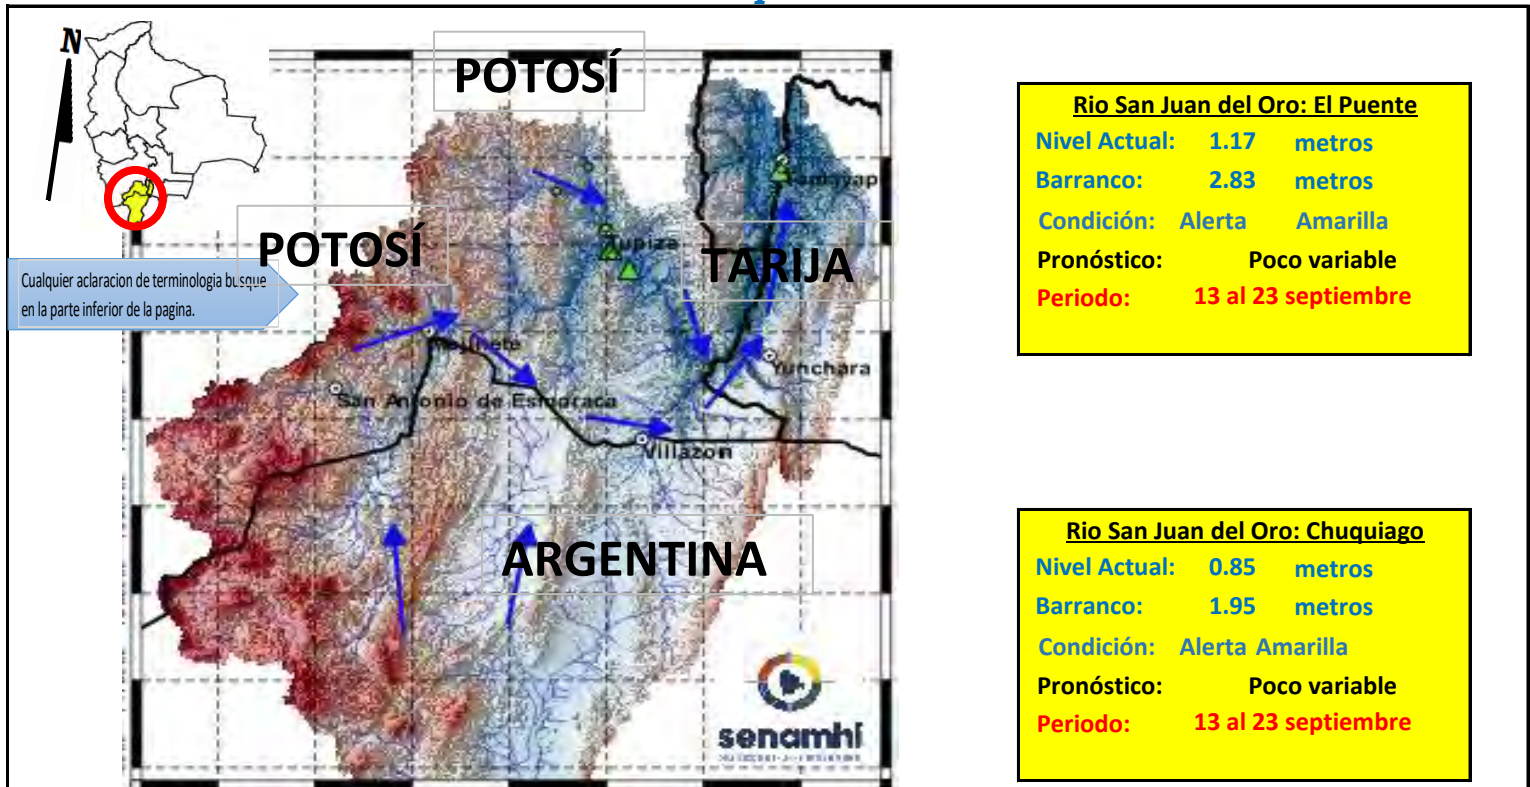 N
POTOSÍ
Tupiza
TARIJA
POTOSÍ
Cualquier aclaracion de terminologia busque
en la parte inferior de la pagina.
Yunchara
San Antonio de Esmoraca
Villazon
ARGENTINA
senamhi
Rio San Juan del Oro: El Puente
Nivel Actual: 1.17 metros
Barranco: 2.83 metros
Condición: Alerta Amarilla
Pronóstico: Poco variable
Periodo: 13 al 23 septiembre
Rio San Juan del Oro: Chuquiago
Nivel Actual: 0.85 metros
Barranco: 1.95 metros
Condición: Alerta Amarilla
Pronóstico: Poco variable
Periodo: 13 al 23 septiembre